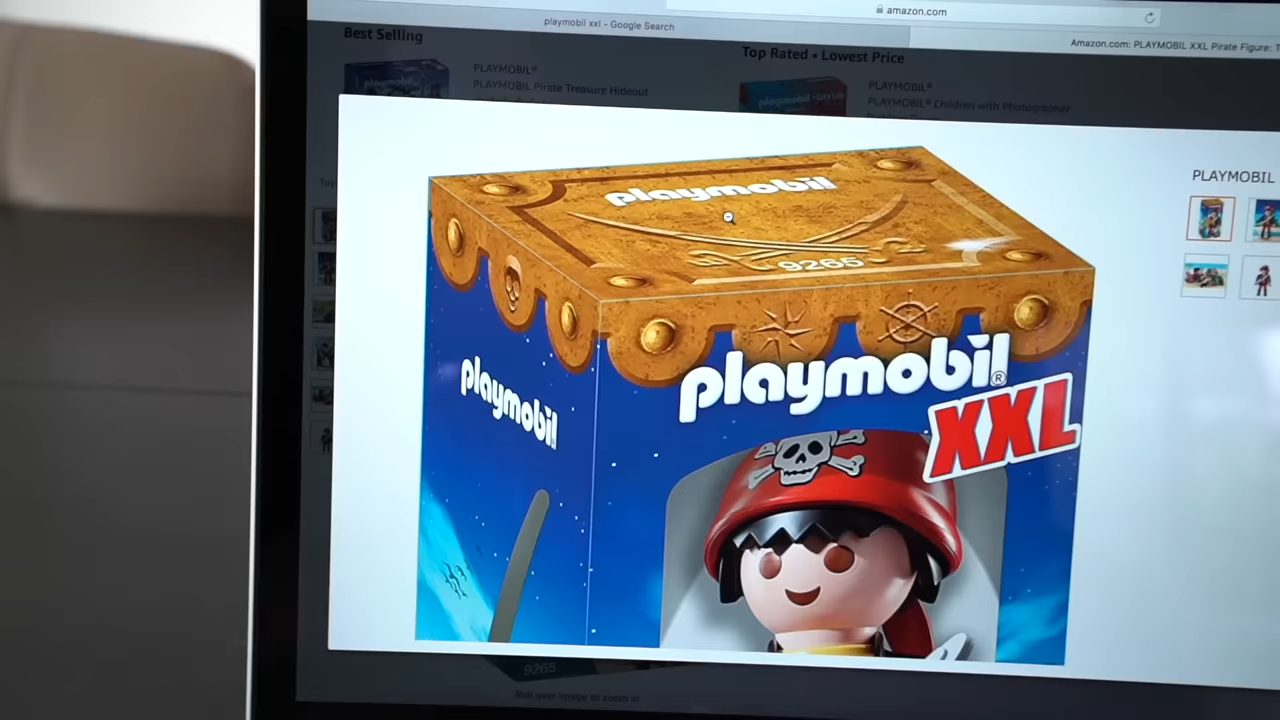 amazon.com
playmobil xxl - Google Search
Amazon.com: PLAYMOBIL XXL Pirate Figure: T
Best Selling
Top Rated • Lowest Price
PLAYMOBIL®
PLAYMOBIL Pirate Treasure Hideout
PLAYMOBIL®
PLAYMOBIL® Children with Photographer
playmobil
playmobil
PLAYMOBIL
playmobil
9265
playmobil®
XXL
playmobil
9265
Roll over image to zoom in